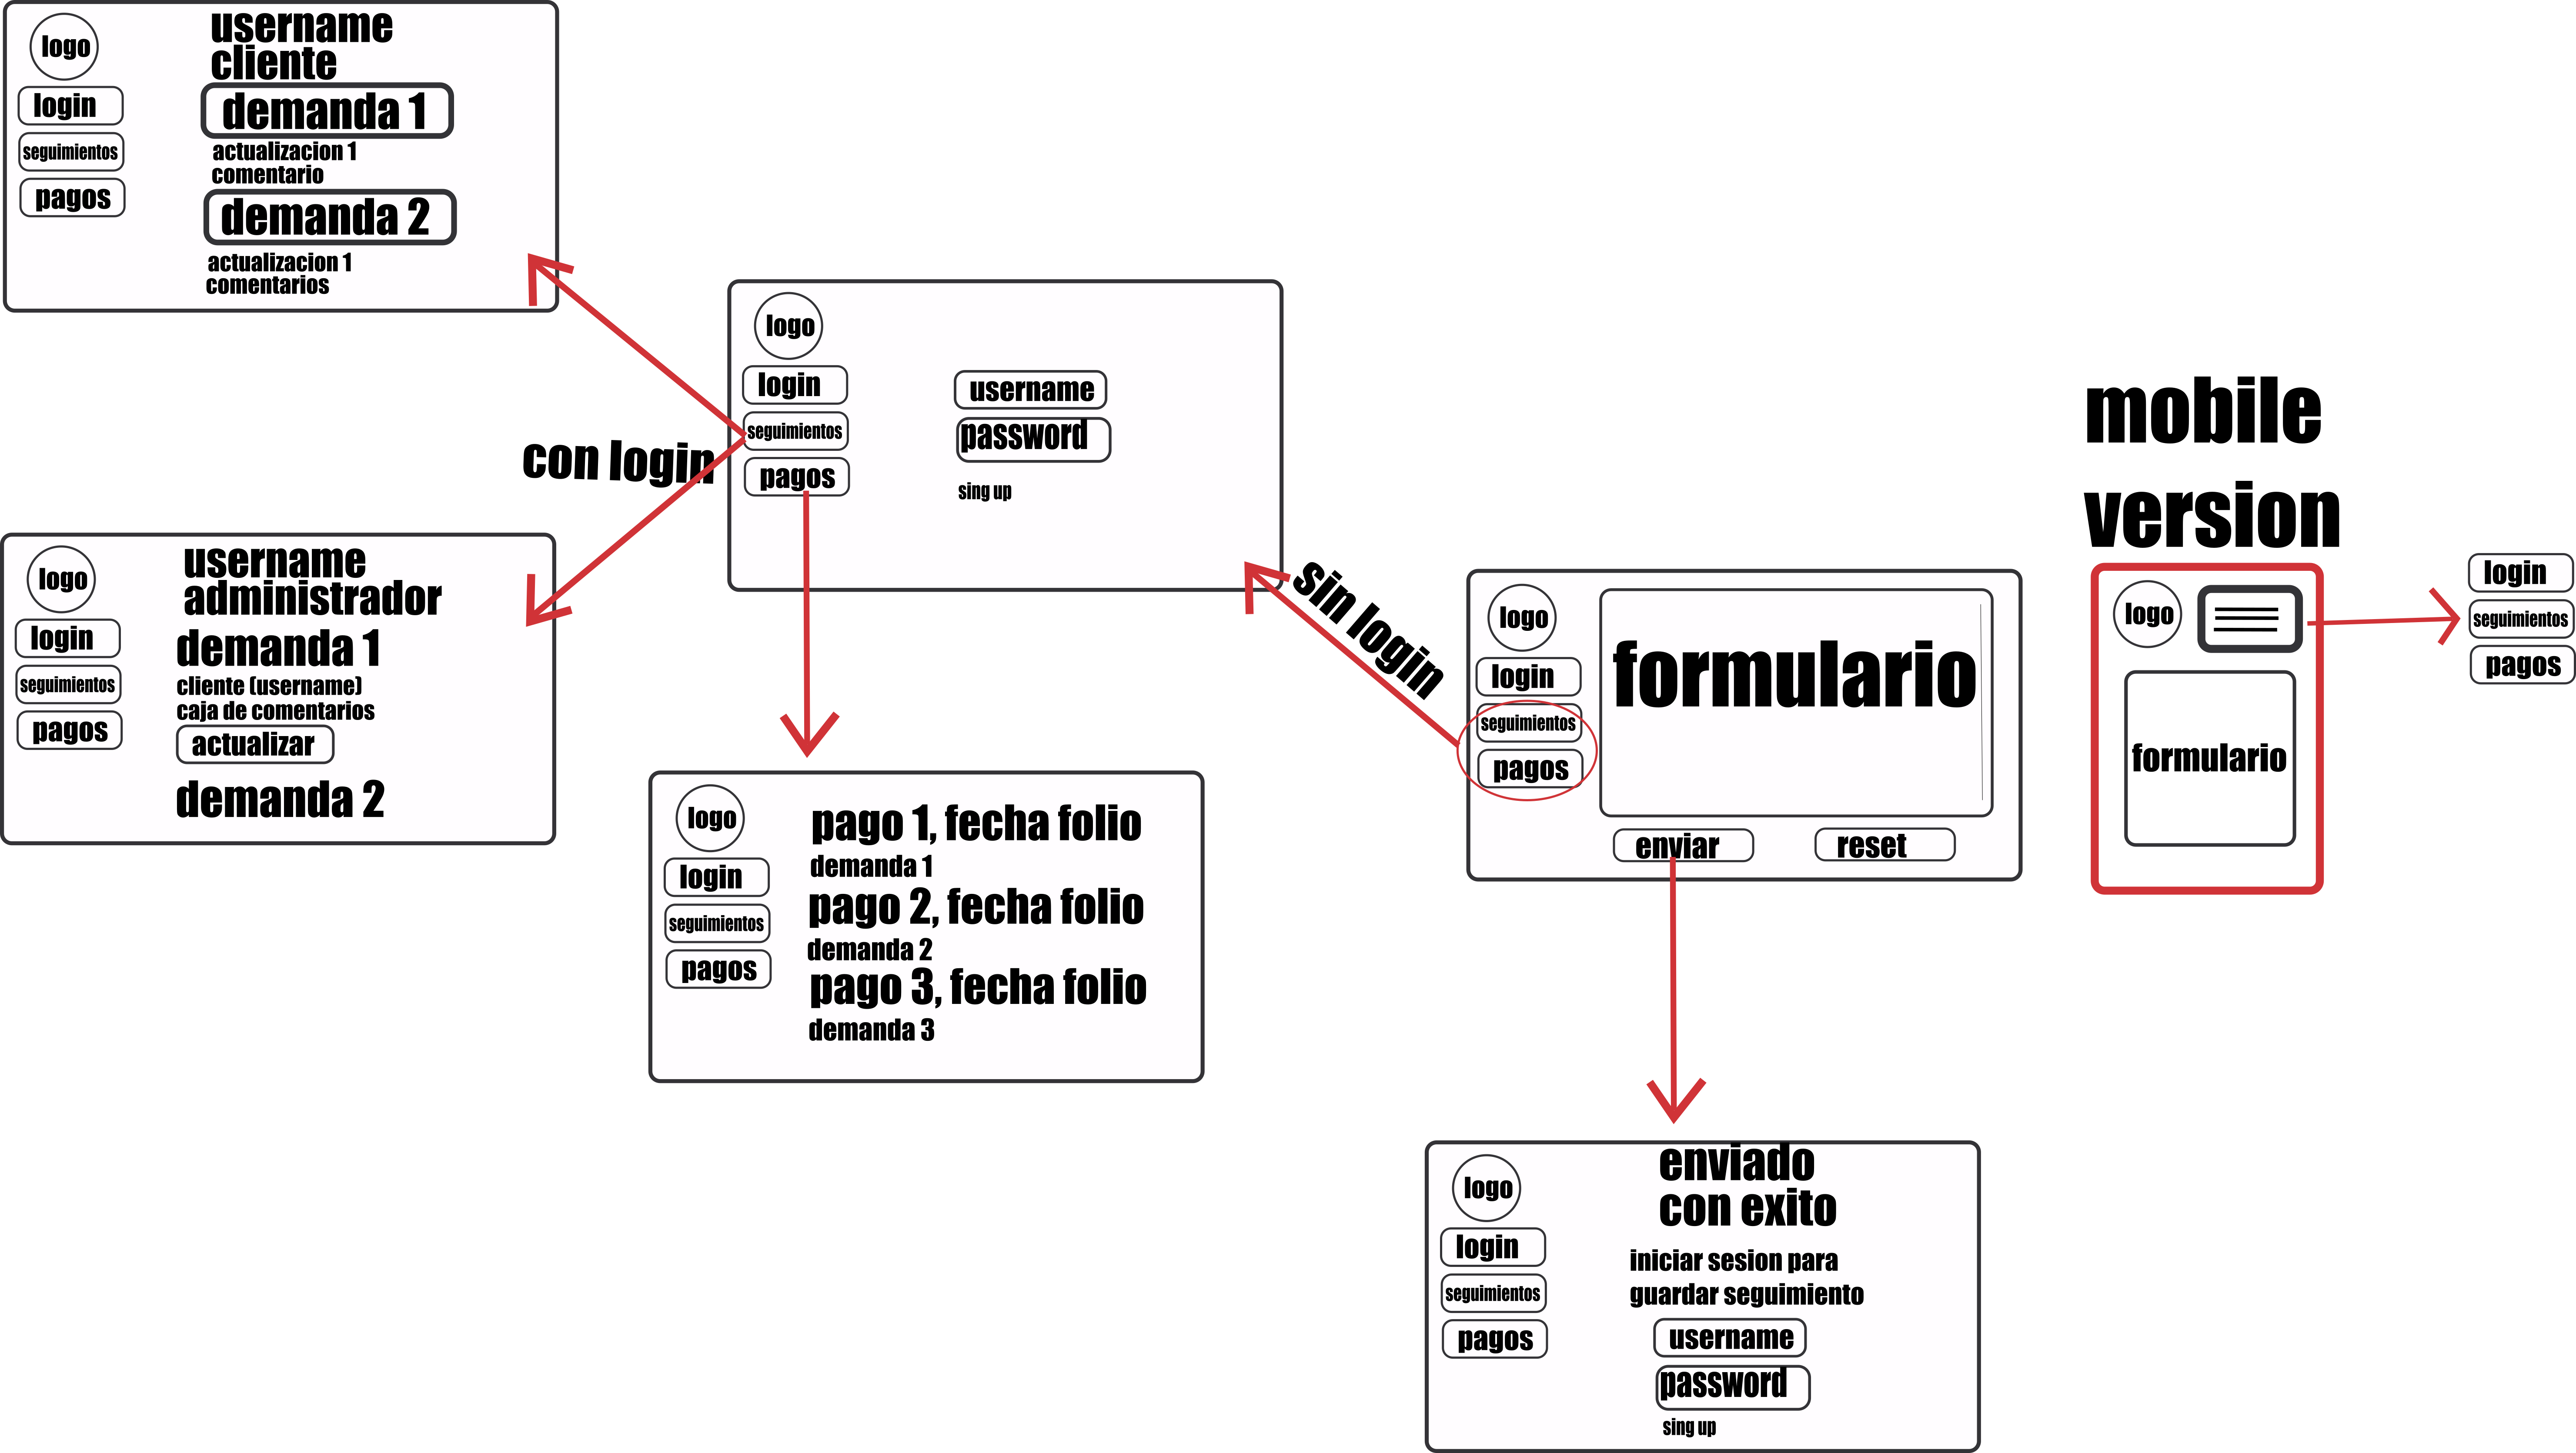 logo
login
seguimientos
pagos
username
cliente
demanda 1
actualizacion 1
comentario
demanda 2
actualizacion 1
comentarios
con login
logo
login
seguimientos
pagos
username
password
sing up
logo
login
seguimientos
pagos
username
administrador
demanda 1
cliente (username)
caja de comentarios
actualizar
demanda 2
logo
login
seguimientos
pagos
pago 1, fecha folio
demanda 1
pago 2, fecha folio
demanda 2
pago 3, fecha folio
demanda 3
sin login
logo
login
seguimientos
pagos
formulario
enviar
reset
logo
login
seguimientos
pagos
enviado
con exito
iniciar sesion para
guardar seguimiento
username
password
sing up
mobile
version
logo
formulario
login
seguimientos
pagos